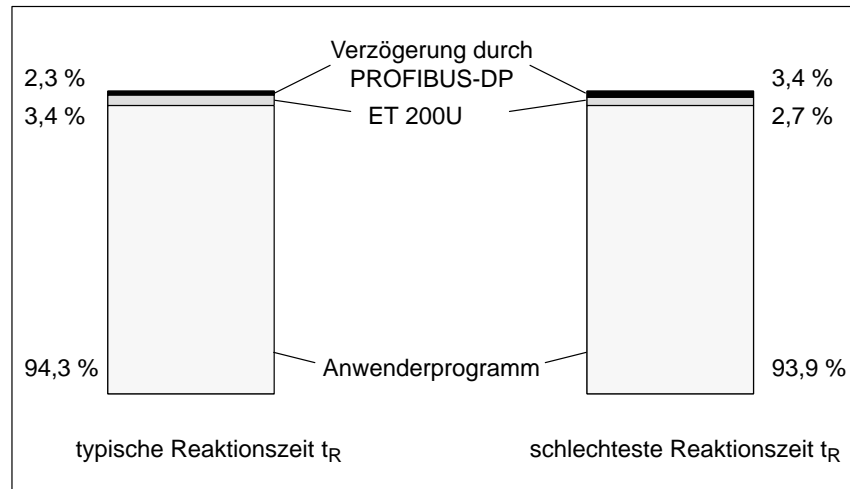 Verzögerung durch
2,3 % PROFIBUS-DP 3,4 %
3,4 % ET 200U 2,7 %
94,3 % Anwenderprogramm 93,9 %
typische Reaktionszeit tR schlechteste Reaktionszeit tR